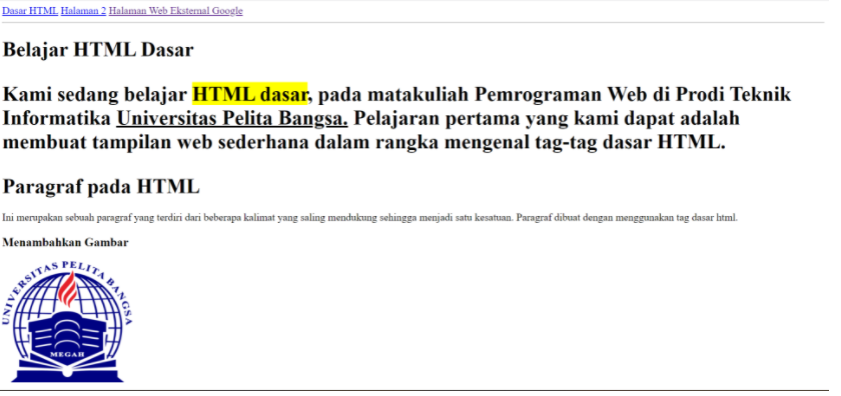 Dasar HTML Halaman 2 Halaman Web Eksternal Google
Belajar HTML Dasar
Kami sedang belajar HTML dasar, pada matakuliah Pemrograman Web di Prodi Teknik
Informatika Universitas Pelita Bangsa. Pelajaran pertama yang kami dapat adalah
membuat tampilan web sederhana dalam rangka mengenal tag-tag dasar HTML.
Paragraf pada HTML
Ini merupakan sebuah paragraf yang terdiri dari beberapa kalimat yang saling mendukung sehingga menjadi satu kesatuan. Paragraf dibuat dengan menggunakan tag dasar html.
Menambahkan Gambar
UNIVERSITAS PELITA BANGSA
MEGAH